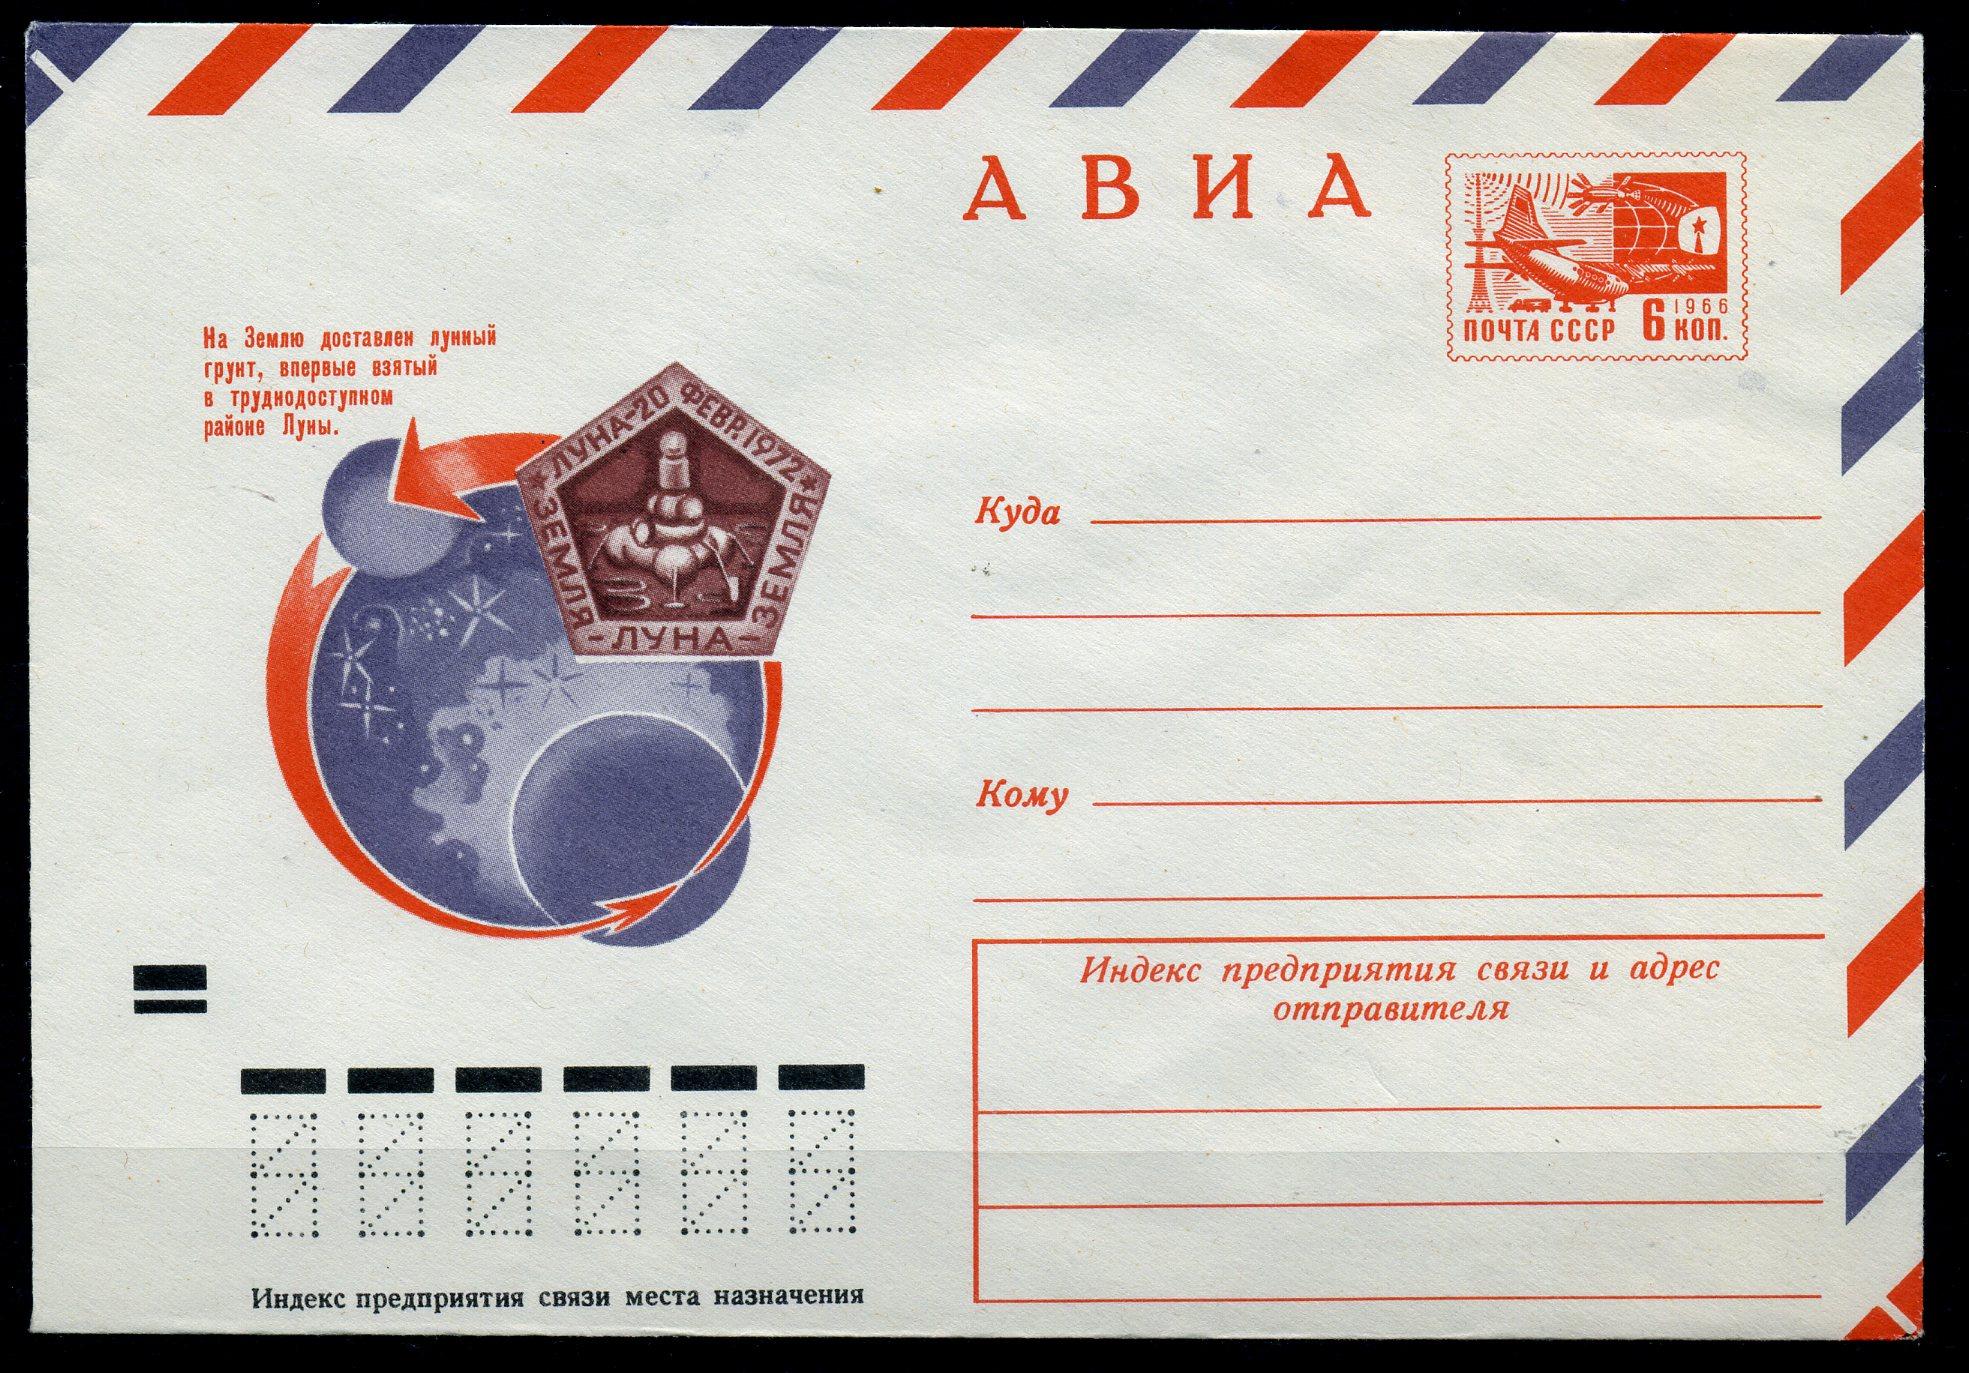 АВИА
1966
ПОЧТА СССР 6 КОП.
На Землю доставлен лунный
грунт, впервые взятый
в труднодоступном
районе Луны.
ЛУНА-20 ФЕВР. 1972
ЗЕМЛЯ - ЛУНА - ЗЕМЛЯ
Куда
Кому
Индекс предприятия связи и адрес
отправителя
Индекс предприятия связи места назначения